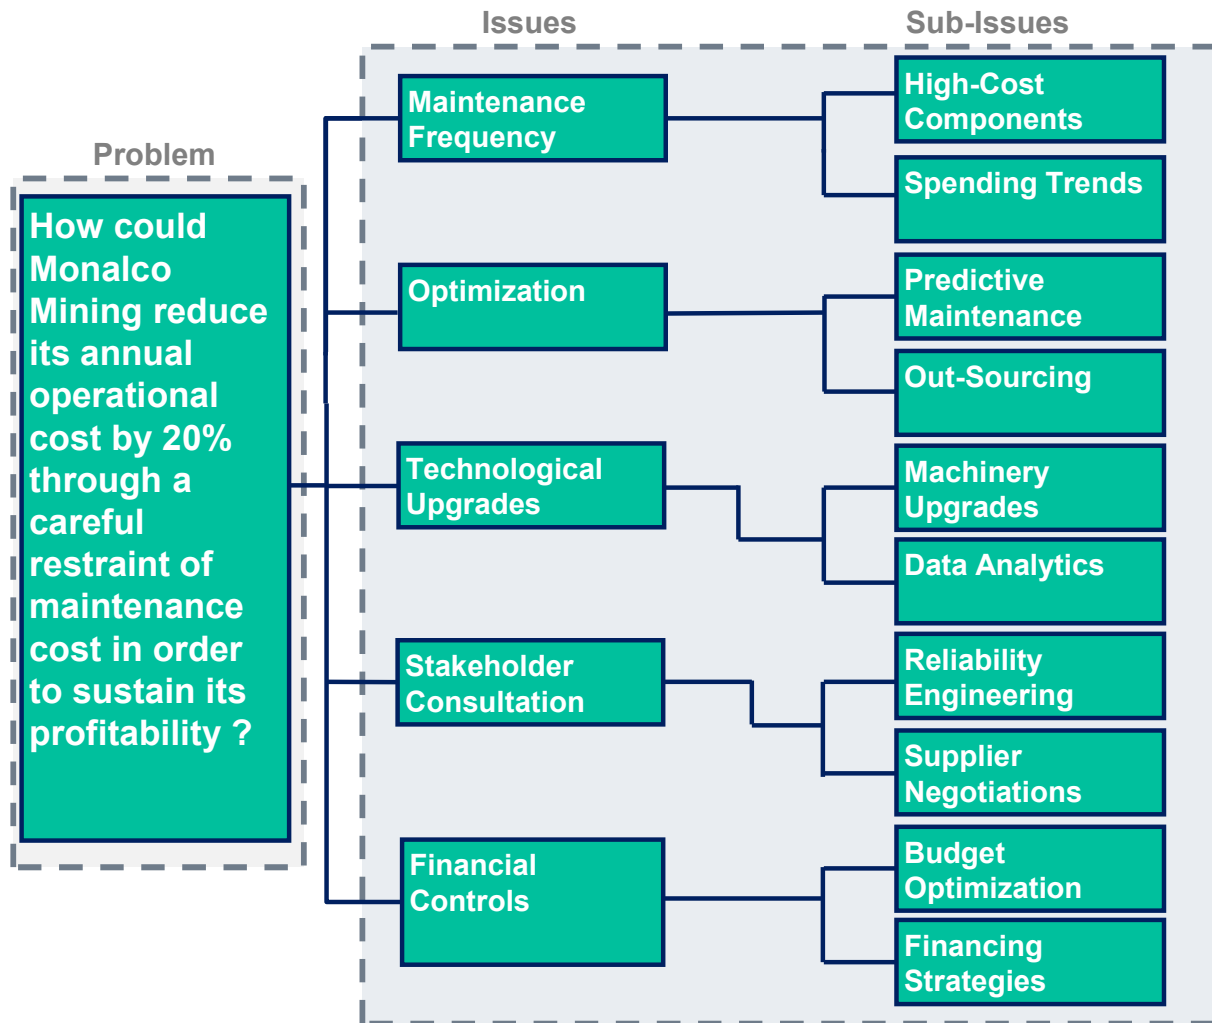 Issues
Sub-Issues
Problem
How could
Monalco
Mining reduce
its annual
operational
cost by 20%
through a
careful
restraint of
maintenance
cost in order
to sustain its
profitability ?
Maintenance
Frequency
High-Cost
Components
Spending Trends
Optimization
Predictive
Maintenance
Out-Sourcing
Technological
Upgrades
Machinery
Upgrades
Data Analytics
Stakeholder
Consultation
Reliability
Engineering
Supplier
Negotiations
Financial
Controls
Budget
Optimization
Financing
Strategies